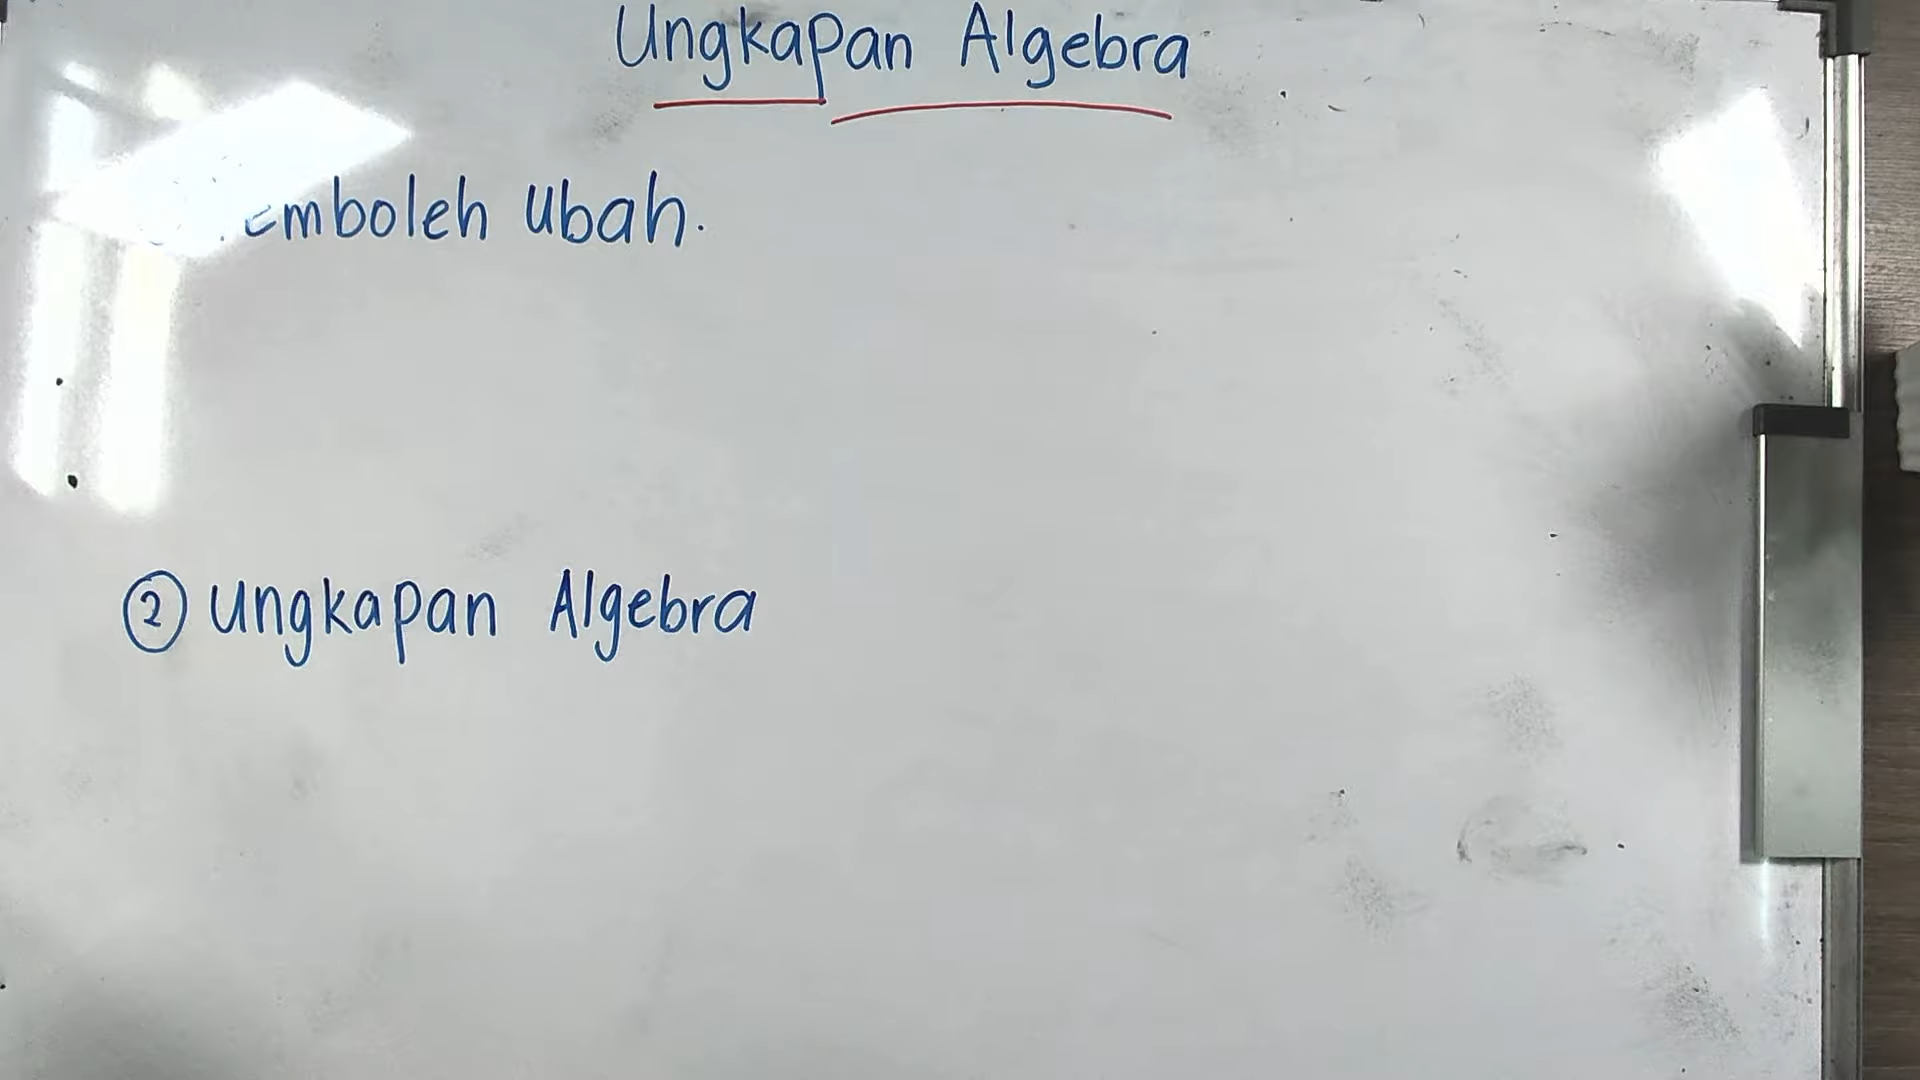 Ungkapan Algebra
emboleh ubah.
② ungkapan Algebra